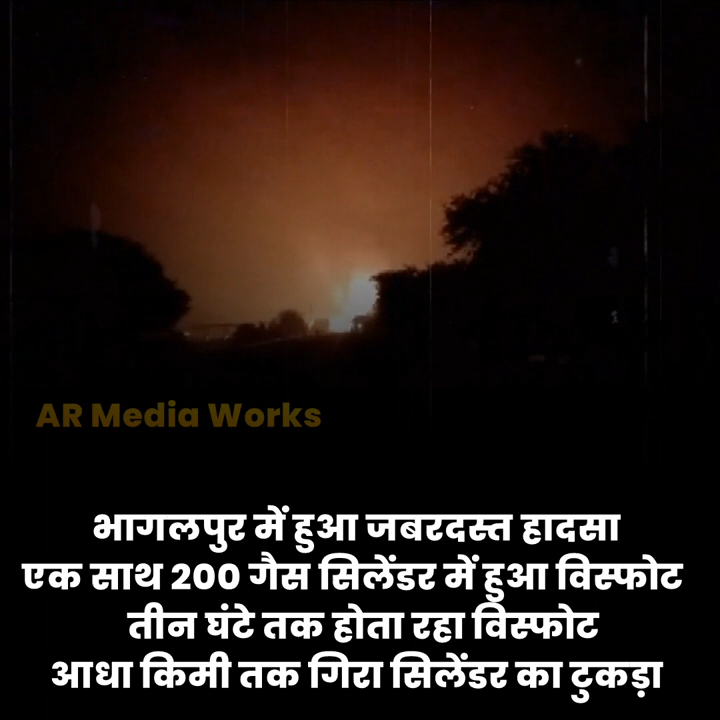 AR Media Works
भागलपुर में हुआ जबरदस्त हादसा
एक साथ 200 गैस सिलेंडर में हुआ विस्फोट
तीन घंटे तक होता रहा विस्फोट
आधा किमी तक गिरा सिलेंडर का टुकड़ा